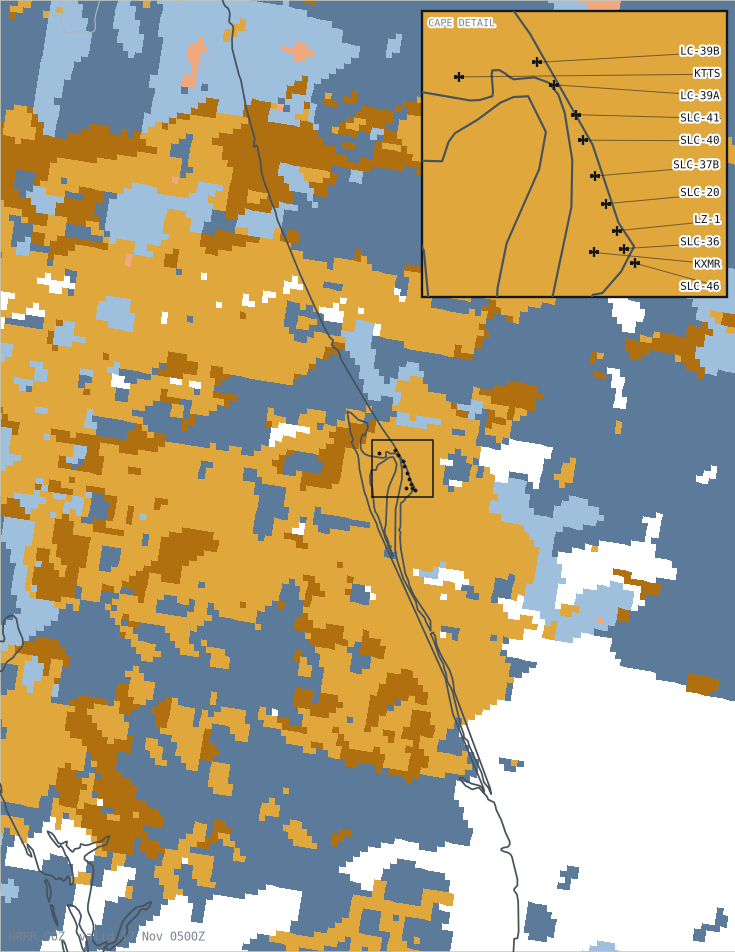 CAPE DETAIL
LC-39B
KTTS
LC-39A
SLC-41
SLC-40
SLC-37B
SLC-20
LZ-1
SLC-36
KXMR
SLC-46
Nov 0500Z